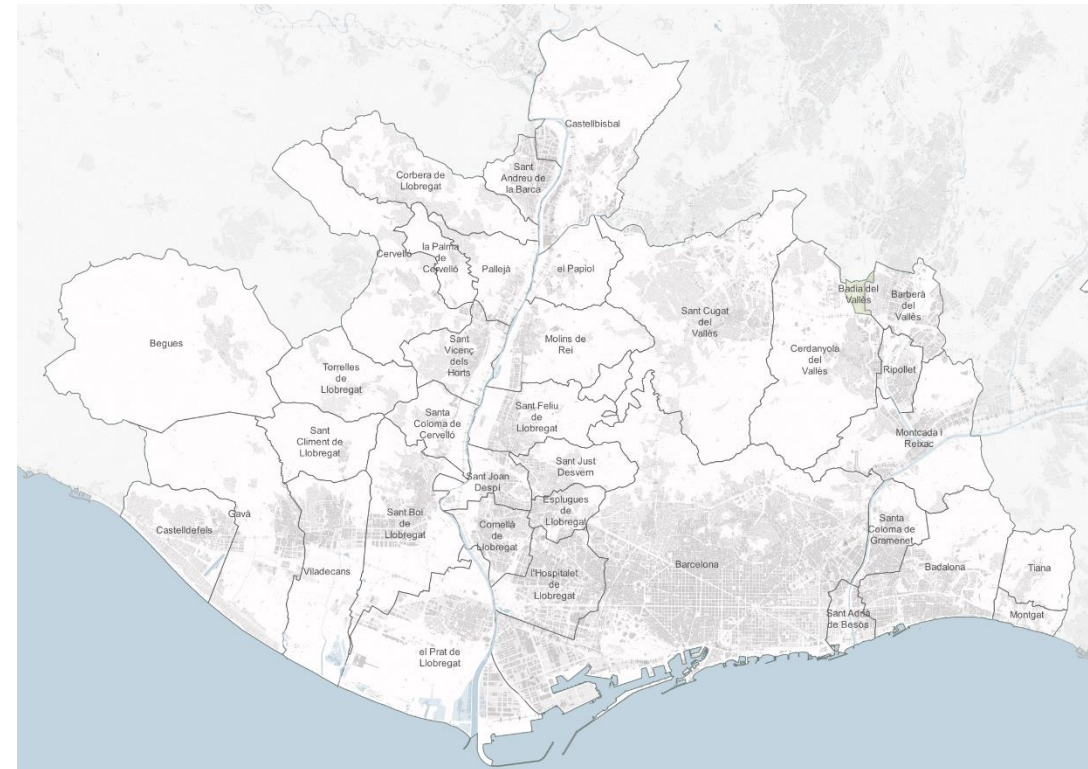 Castellbisbal
Sant
Andreu de
la Barca
Corbera de
Llobregat
Cervelló
la Palma
de
Cervelló
Pallejà
el Papiol
Badia del
Vallès
Barberà
del
Vallès
Sant Cugat
del
Vallès
Begues
Sant
Vicenç
dels
Horts
Molins de
Rei
Cerdanyola
del
Vallès
Ripollet
Torrelles
de
Llobregat
Santa
Coloma de
Cervelló
Sant Feliu
de
Llobregat
Sant
Climent de
Llobregat
Montcada i
Reixac
Sant Just
Desvern
Sant Joan
Despí
Esplugues
de
Llobregat
Gavà
Castelldefels
Sant Boi
de
Llobregat
Cornellà
de
Llobregat
Santa
Coloma de
Gramenet
Viladecans
l'Hospitalet
de
Llobregat
Barcelona
Badalona
Tiana
Sant Adrià
de Besòs
Montgat
el Prat de
Llobregat